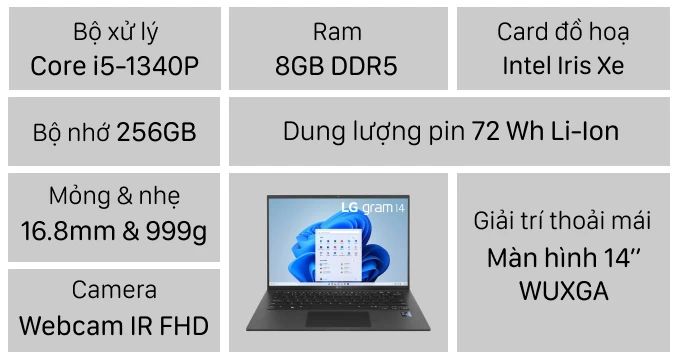 Bộ xử lý
Core i5-1340P
Ram
8GB DDR5
Card đồ hoạ
Intel Iris Xe
Bộ nhớ 256GB
Dung lượng pin 72 Wh Li-Ion
Mỏng & nhẹ
16.8mm & 999g
LG gram 14
Giải trí thoải mái
Màn hình 14’’
WUXGA
Camera
Webcam IR FHD